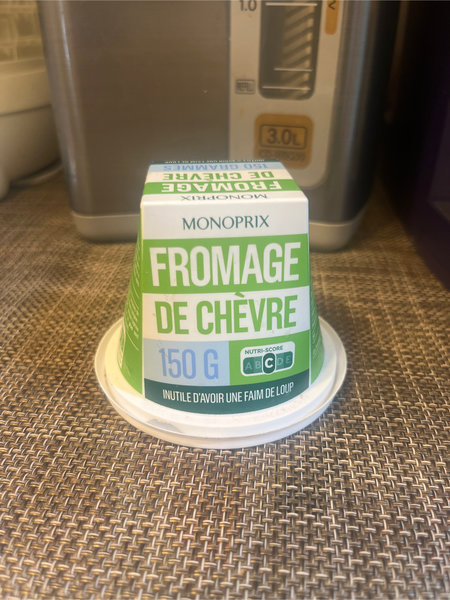 1.0
3.0L
150 GRAMMES
DE CHÈVRE
FROMAGE
MONOPRIX
MONOPRIX
FROMAGE
DE CHÈVRE
150 G
NUTRI-SCORE
A B C D E
INUTILE D'AVOIR UNE FAIM DE LOUP